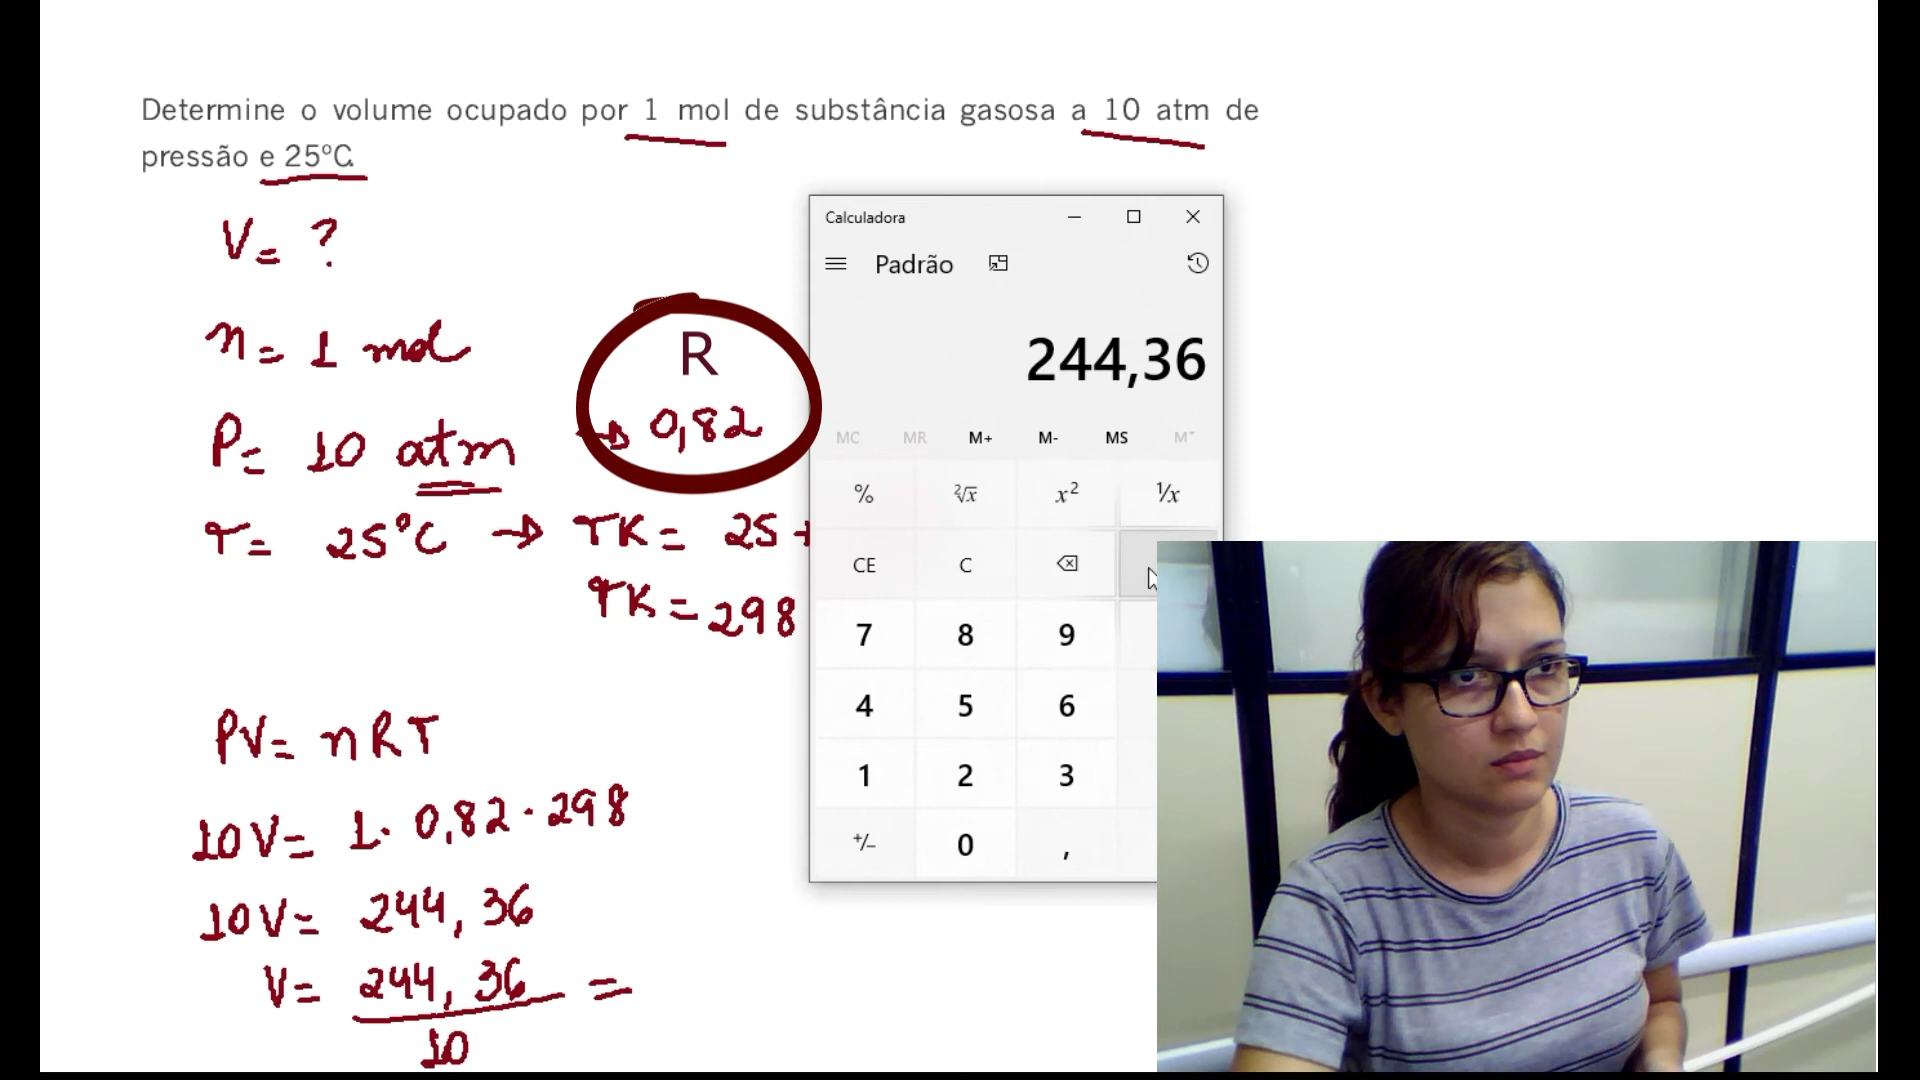 Determine o volume ocupado por 1 mol de substância gasosa a 10 atm de
pressão e 25ºC.
V= ?
n= 1 mol
P= 10 atm → 0,82
R
T= 25°C → TK= 25 +
TK= 298
PV= nRT
10V= 1. 0,82 . 298
10V= 244,36
V= 244,36 =
10
Calculadora
Padrão
244,36
MC MR M+ M- MS M˅
% ²√x x² ¹/x
CE C
7 8 9
4 5 6
1 2 3
+/- 0 ,